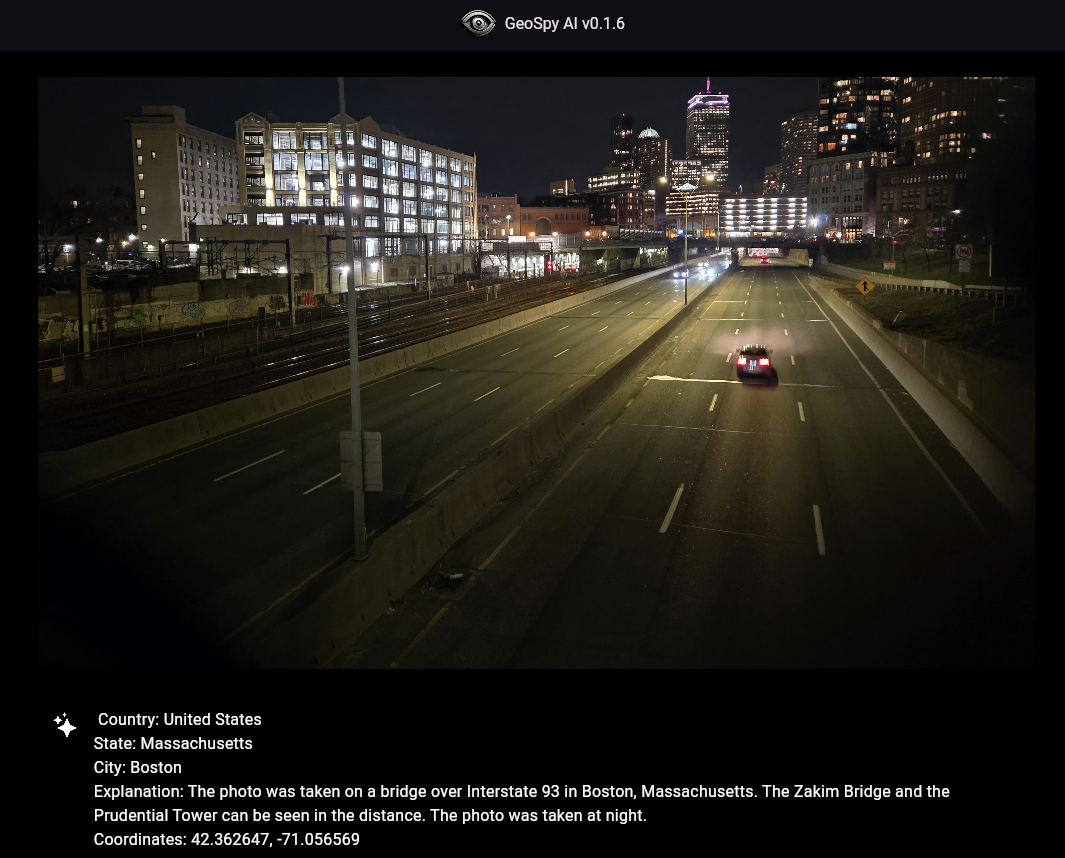 GeoSpy AI v0.1.6
Country: United States
State: Massachusetts
City: Boston
Explanation: The photo was taken on a bridge over Interstate 93 in Boston, Massachusetts. The Zakim Bridge and the
Prudential Tower can be seen in the distance. The photo was taken at night.
Coordinates: 42.362647, -71.056569